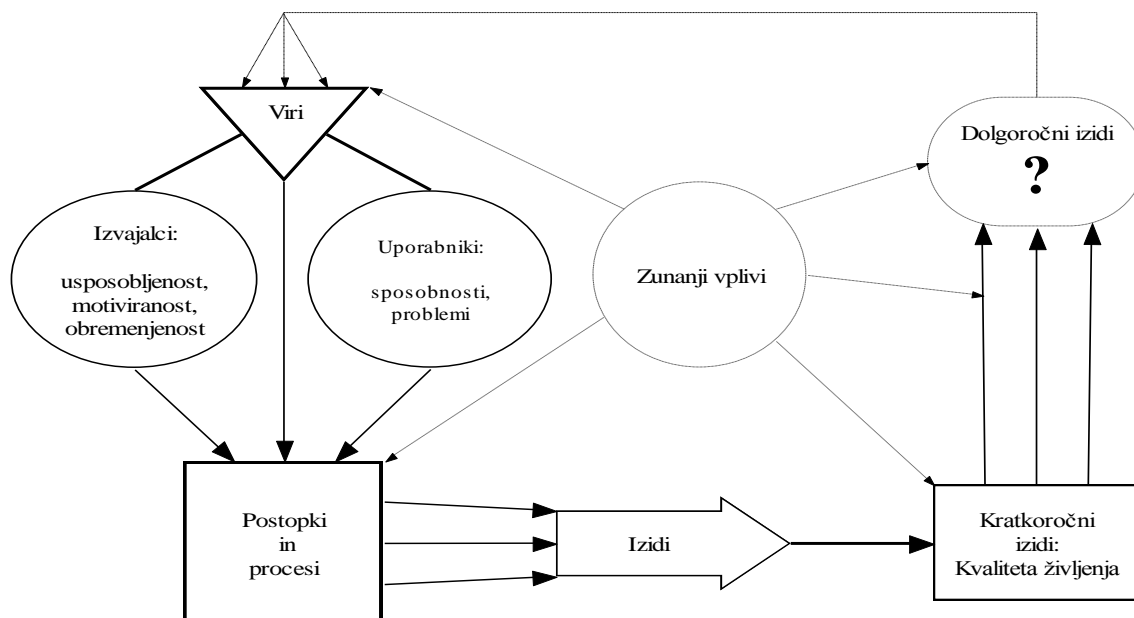 Viri
Dolgoročni izidi
?
Izvajalci:
usposobljenost,
motiviranost,
obremenjenost
Uporabniki:
sposobnosti,
problemi
Zunanji vplivi
Postopki
in
procesi
Izidi
Kratkoročni
izidi:
Kvaliteta življenja